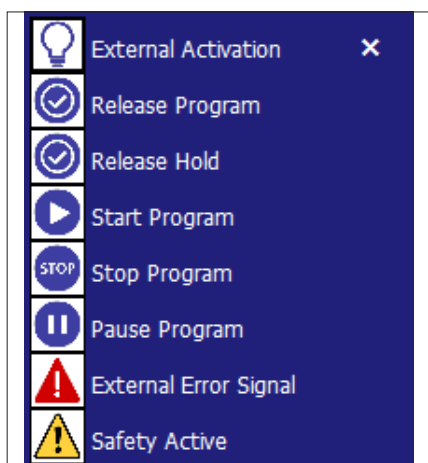 External Activation ×
Release Program
Release Hold
Start Program
STOP Stop Program
Pause Program
External Error Signal
Safety Active